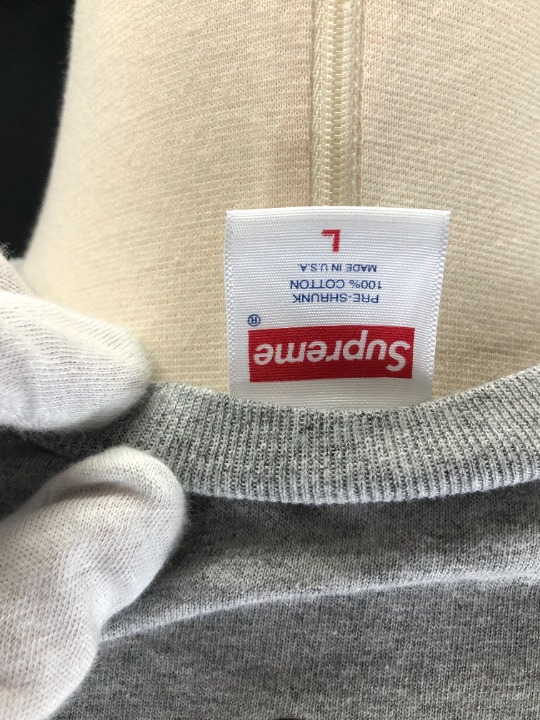 Supreme®
PRE-SHRUNK
100% COTTON
MADE IN U.S.A.
L